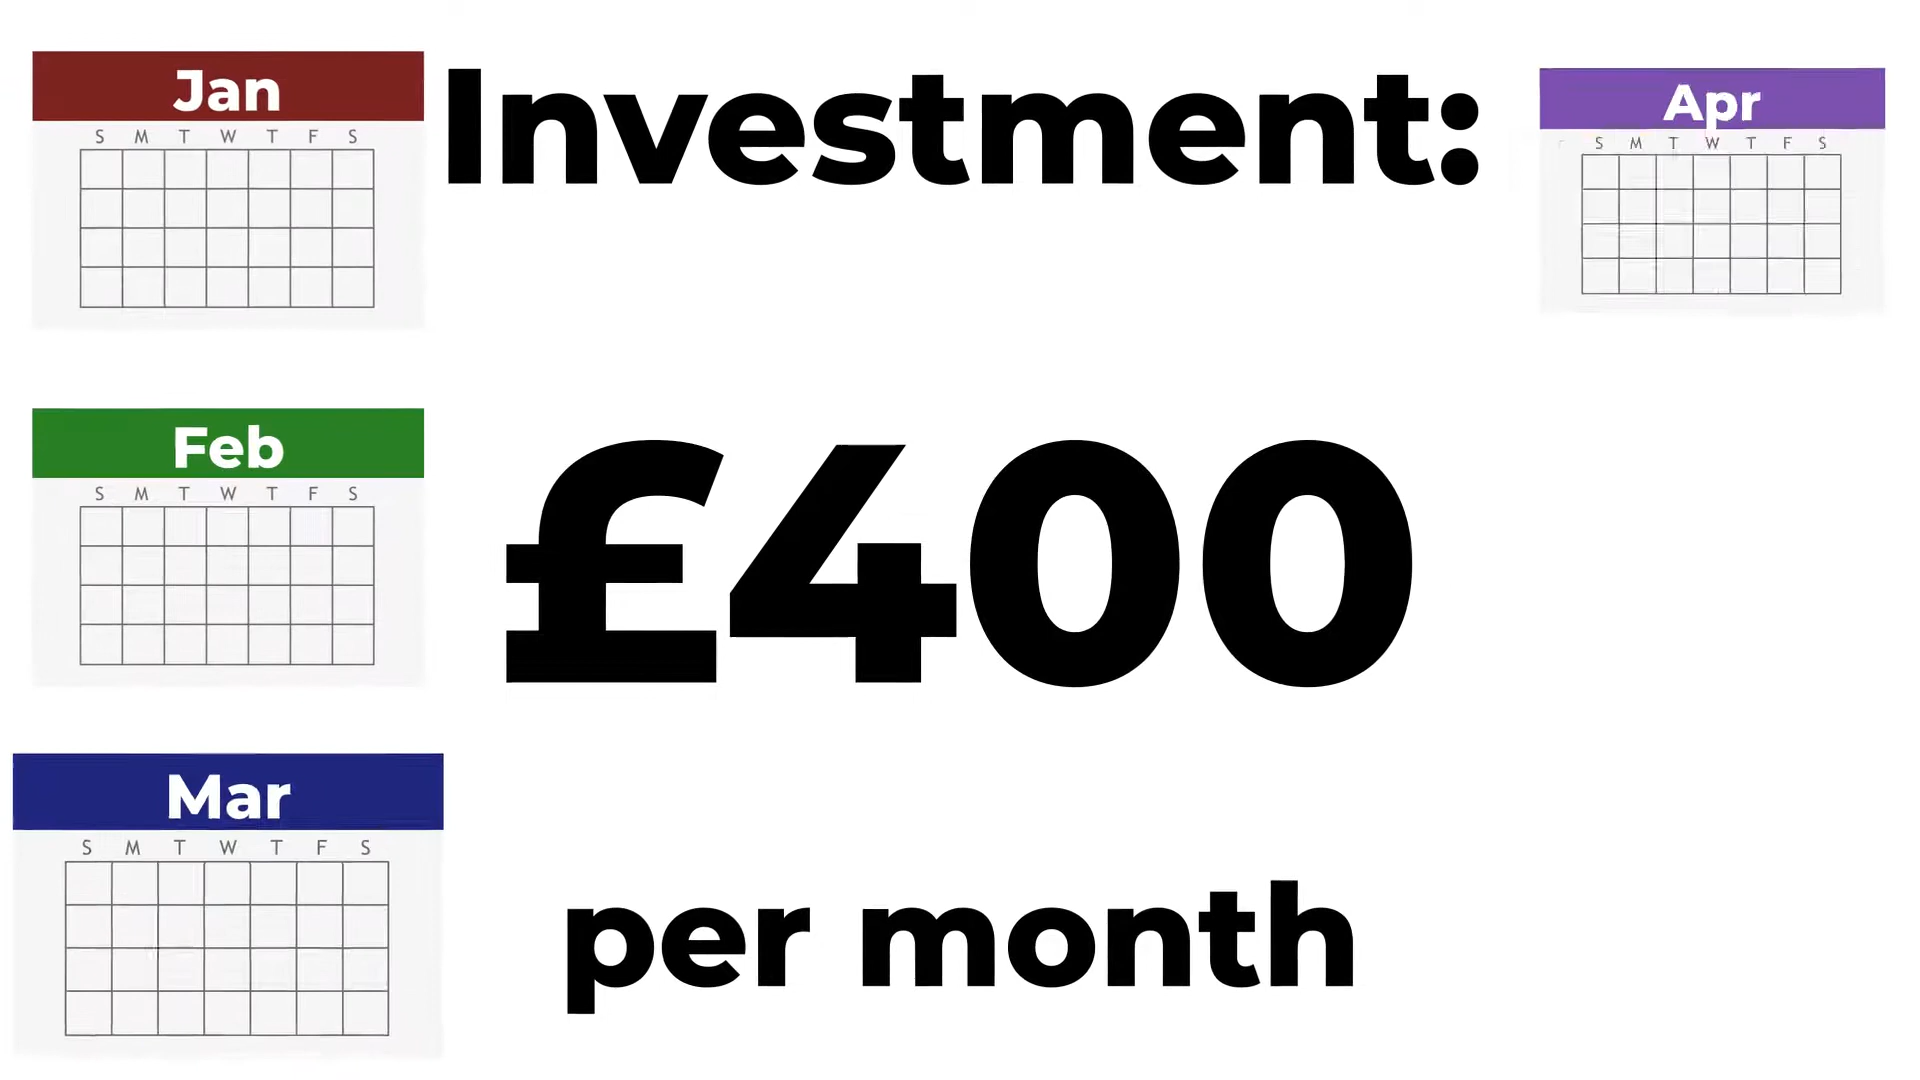 Jan
S M T W T F S
Investment:
Apr
S M T W T F S
Feb
S M T W T F S
£400
Mar
S M T W T F S
per month